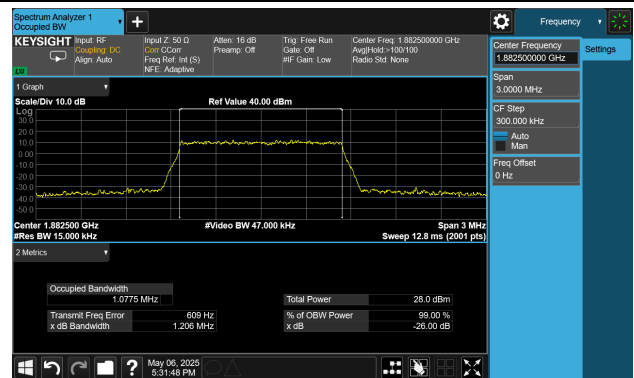 Spectrum Analyzer 1
Occupied BW
Frequency
KEYSIGHT
Input: RF
Coupling: DC
Align: Auto
Input Z: 50 Ω
Corr CCorr
Freq Ref: Int (S)
NFE: Adaptive
Atten: 16 dB
Preamp: Off
Trig: Free Run
Gate: Off
#IF Gain: Low
Center Freq: 1.882500000 GHz
Avg|Hold:>100/100
Radio Std: None
Center Frequency
1.882500000 GHz
Settings
Span
3.0000 MHz
CF Step
300.000 kHz
Auto
Man
Freq Offset
0 Hz
1 Graph
Scale/Div 10.0 dB
Ref Value 40.00 dBm
Log
30.0
20.0
10.0
0.00
-10.0
-20.0
-30.0
-40.0
-50.0
Center 1.882500 GHz
#Video BW 47.000 kHz
Span 3 MHz
#Res BW 15.000 kHz
Sweep 12.8 ms (2001 pts)
2 Metrics
Occupied Bandwidth
1.0775 MHz
Total Power
28.0 dBm
Transmit Freq Error
609 Hz
% of OBW Power
99.00 %
x dB Bandwidth
1.206 MHz
x dB
-26.00 dB
May 06, 2025
5:31:48 PM